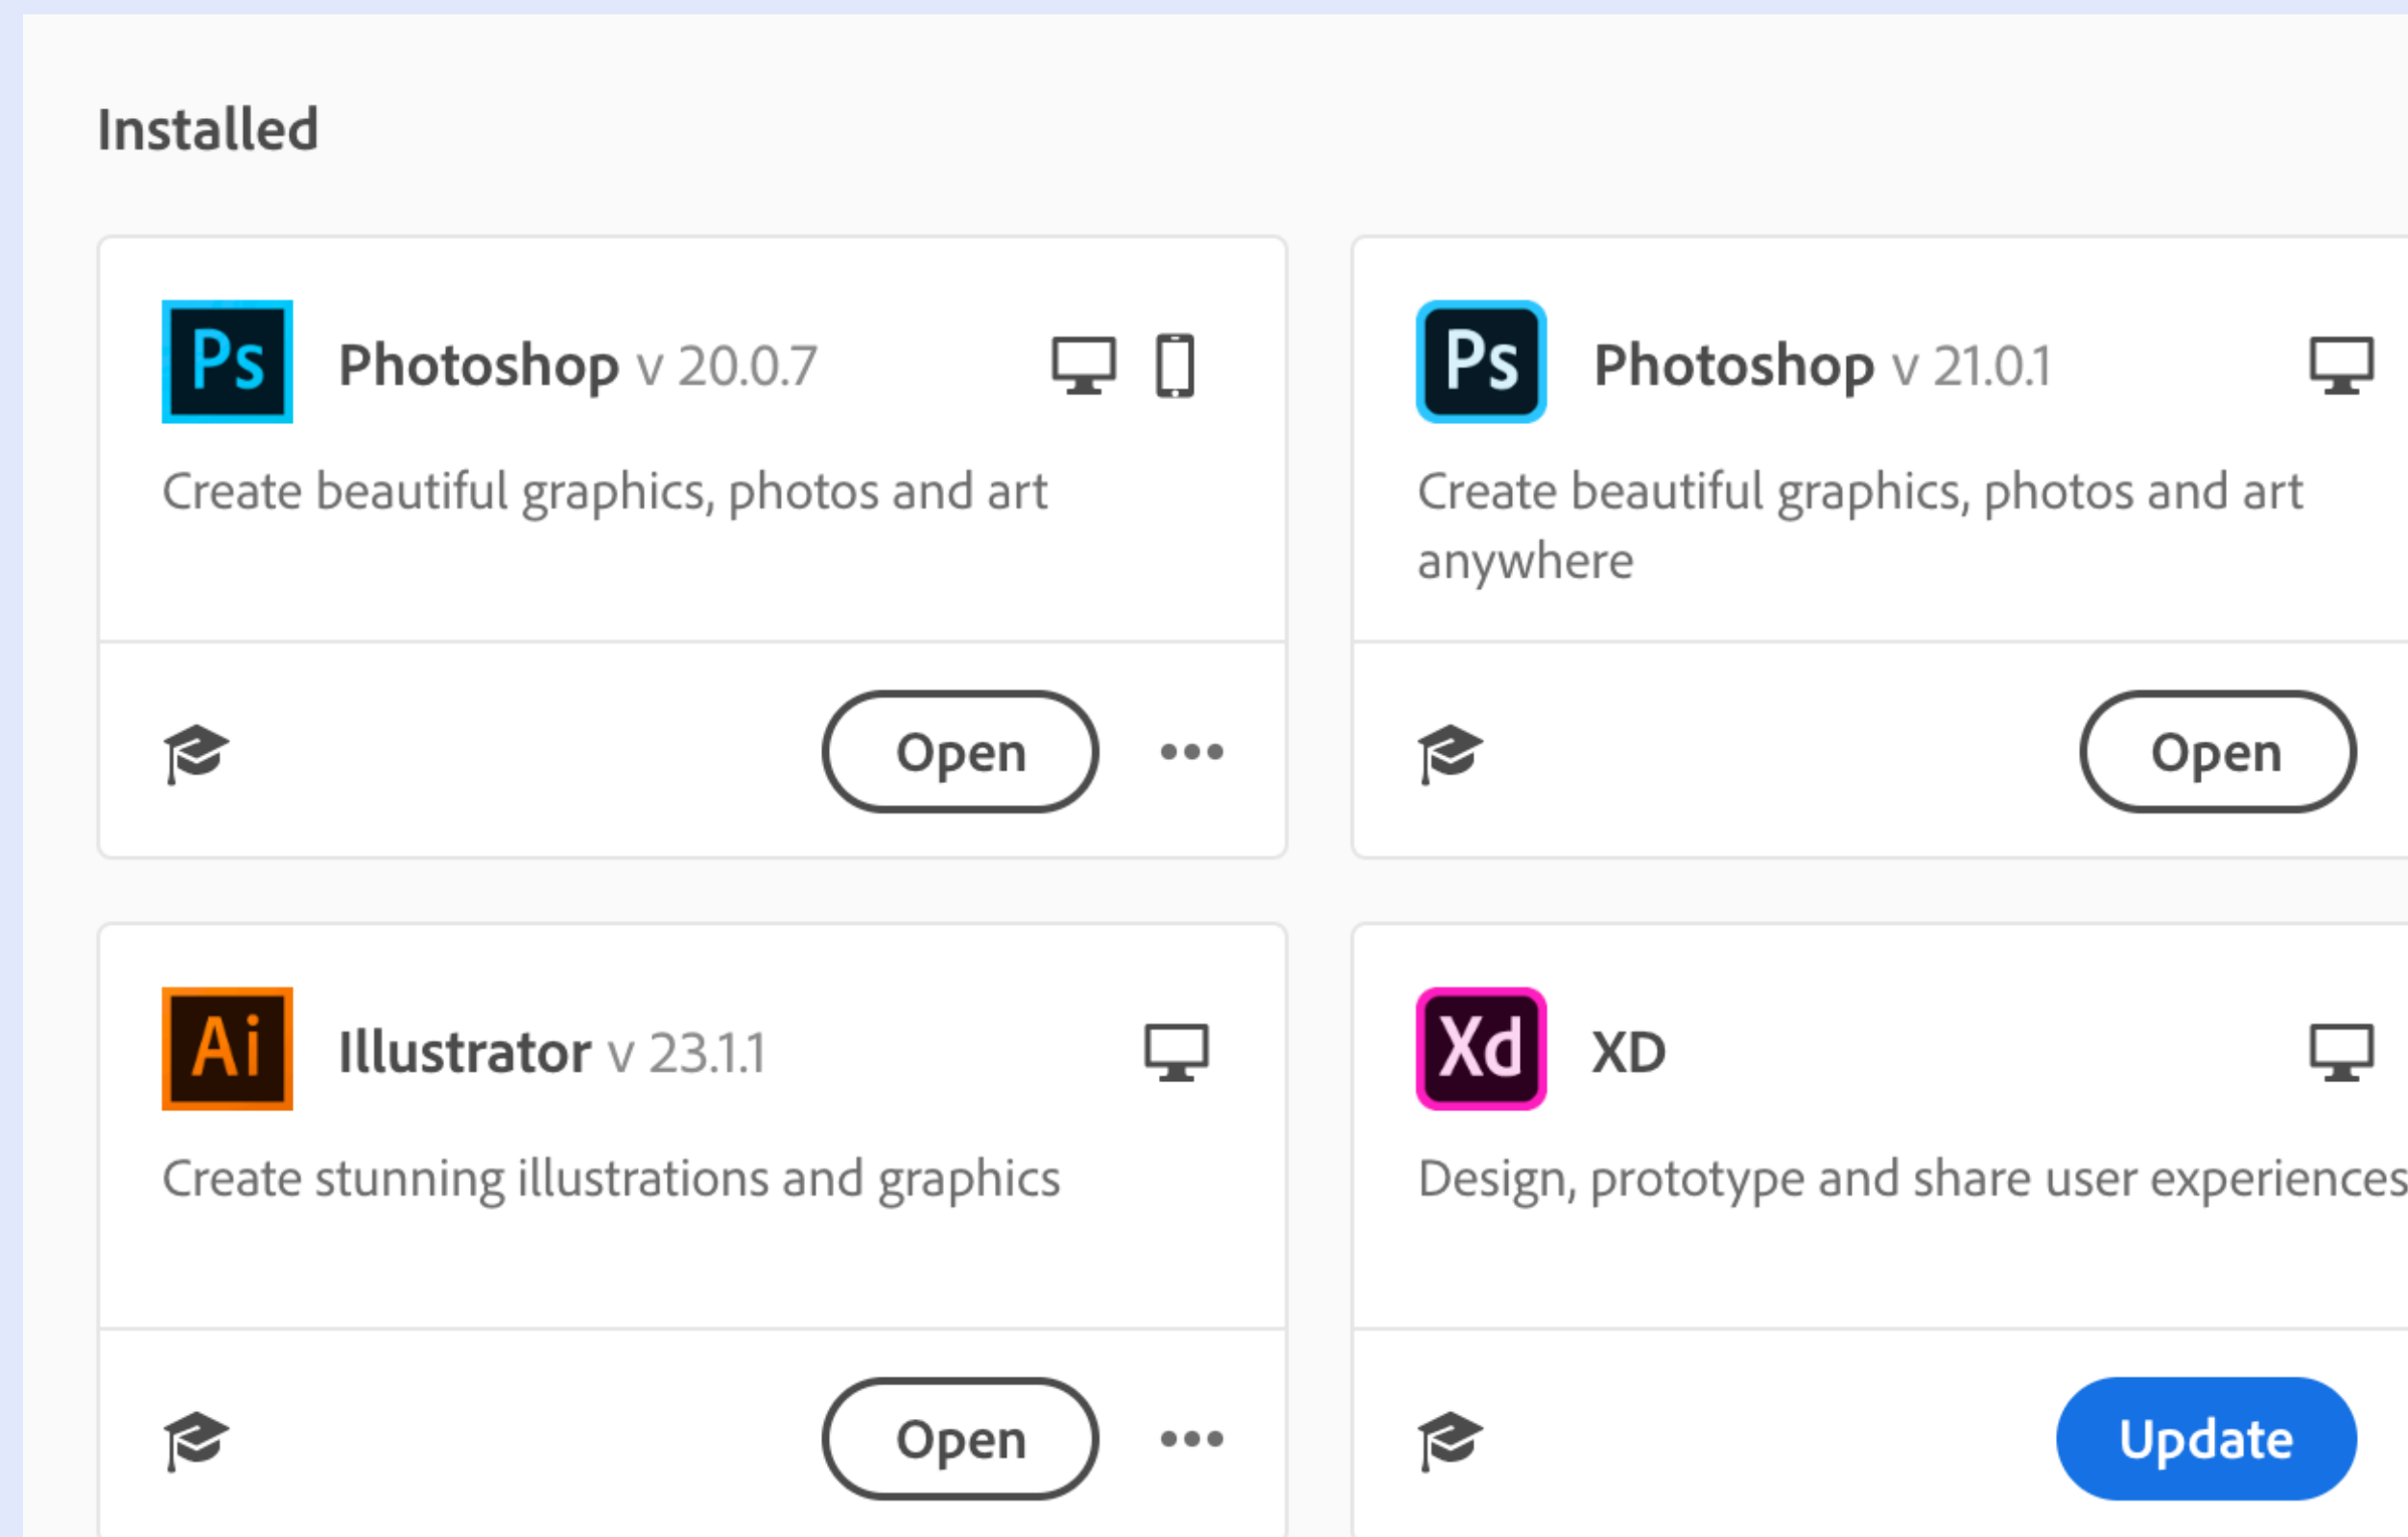 Installed
Ps Photoshop v 20.0.7
Create beautiful graphics, photos and art
Open
Ps Photoshop v 21.0.1
Create beautiful graphics, photos and art
anywhere
Open
Ai Illustrator v 23.1.1
Create stunning illustrations and graphics
Open
Xd XD
Design, prototype and share user experiences
Update